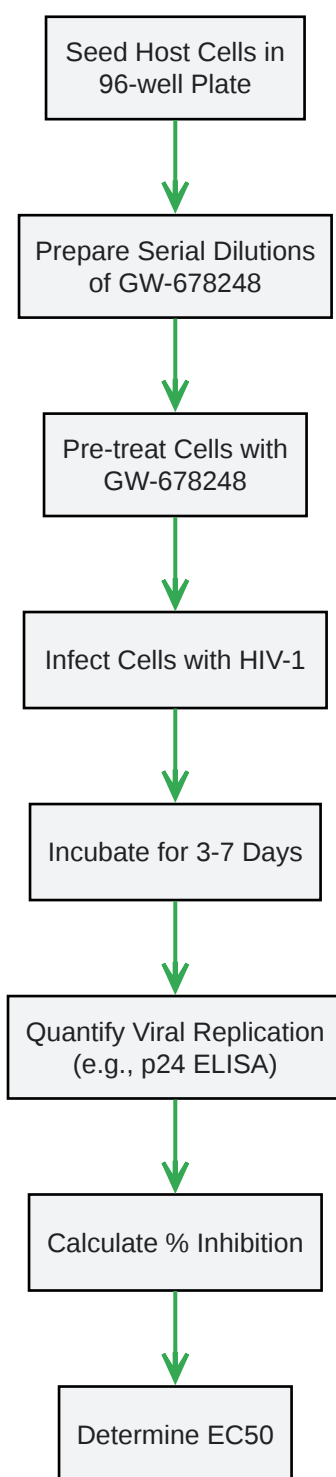 Seed Host Cells in
96-well Plate
Prepare Serial Dilutions
of GW-678248
Pre-treat Cells with
GW-678248
Infect Cells with HIV-1
Incubate for 3-7 Days
Quantify Viral Replication
(e.g., p24 ELISA)
Calculate % Inhibition
Determine EC50